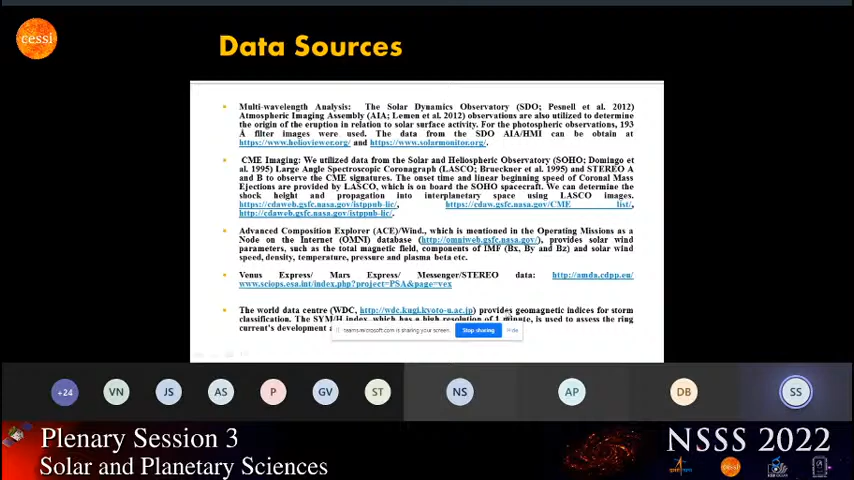 cessi
Data Sources
Multi-wavelength Analysis: The Solar Dynamics Observatory (SDO; Pesnell et al. 2012)
Atmospheric Imaging Assembly (AIA; Lemen et al. 2012) observations are also utilized to determine
the origin of the eruption in relation to solar surface activity. For the photospheric observations, 193
Å filter images were used. The data from the SDO AIA/HMI can be obtain at
https://www.helioviewer.org/ and https://www.solarmonitor.org/.
CME Imaging: We utilized data from the Solar and Heliospheric Observatory (SOHO; Domingo et
al. 1995) Large Angle Spectroscopic Coronagraph (LASCO; Brueckner et al. 1995) and STEREO A
and B to observe the CME signatures. The onset time and linear beginning speed of Coronal Mass
Ejections are provided by LASCO, which is on board the SOHO spacecraft. We can determine the
shock height and propagation into interplanetary space using LASCO images.
https://cdaweb.gsfc.nasa.gov/istppub-lic/, https://cdaw.gsfc.nasa.gov/CME list/,
http://cdaweb.gsfc.nasa.gov/istppub-lic/.
Advanced Composition Explorer (ACE)/Wind., which is mentioned in the Operating Missions as a
Node on the Internet (OMNI) database (http://omniweb.gsfc.nasa.gov/), provides solar wind
parameters, such as the total magnetic field, components of IMF (Bx, By and Bz) and solar wind
speed, density, temperature, pressure and plasma beta etc.
Venus Express/ Mars Express/ Messenger/STEREO data: http://amda.cdpp.eu/
www.sciops.esa.int/index.php?project=PSA&page=vex
The world data centre (WDC, http://wdc.kugi.kyoto-u.ac.jp) provides geomagnetic indices for storm
classification. The SYM/H index, which has a high resolution of 1 minute, is used to assess the ring
current's development a
teams.microsoft.com is sharing your screen. Stop sharing Hide
+24 VN JS AS P GV ST NS AP DB SS
Plenary Session 3
Solar and Planetary Sciences
NSSS 2022
cessi